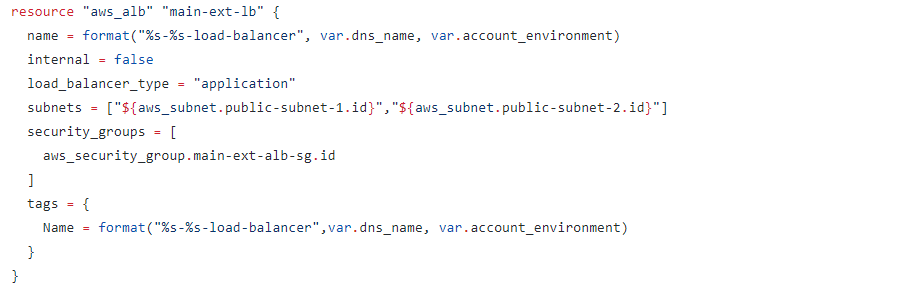 resource "aws_alb" "main-ext-lb" {
  name = format("%s-%s-load-balancer", var.dns_name, var.account_environment)
  internal = false
  load_balancer_type = "application"
  subnets = ["${aws_subnet.public-subnet-1.id}","${aws_subnet.public-subnet-2.id}"]
  security_groups = [
    aws_security_group.main-ext-alb-sg.id
  ]
  tags = {
    Name = format("%s-%s-load-balancer",var.dns_name, var.account_environment)
  }
}